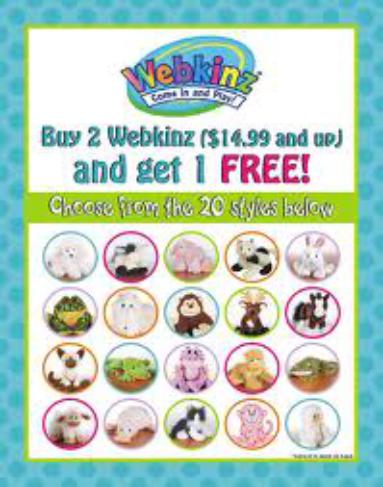 Webkinz
Come in and Play!
Buy 2 Webkinz ($14.99 and up)
and get 1 FREE!
Choose from the 20 styles below